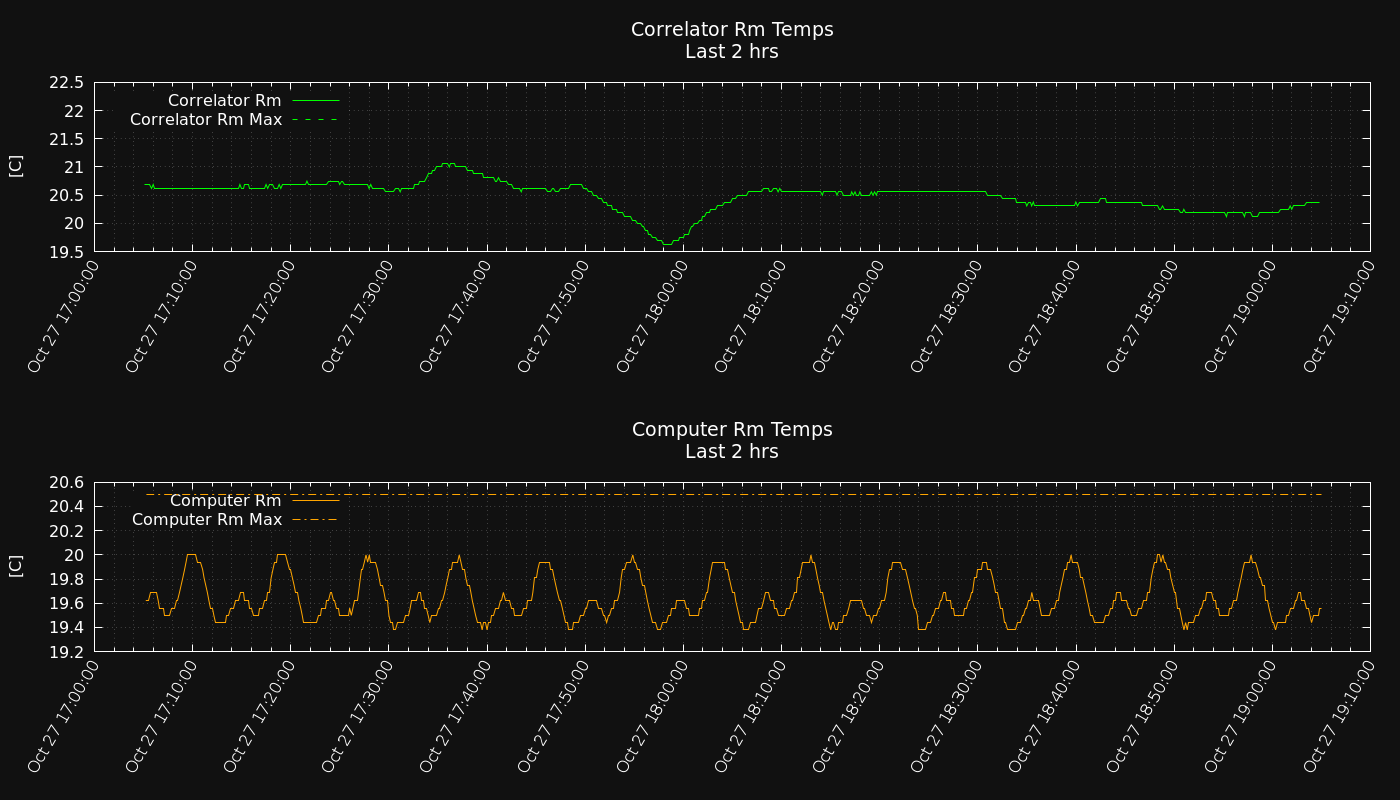 Correlator Rm Temps
Last 2 hrs
22.5
22
21.5
21
20.5
20
19.5
[C]
Correlator Rm
Correlator Rm Max
Oct 27 17:00:00
Oct 27 17:10:00
Oct 27 17:20:00
Oct 27 17:30:00
Oct 27 17:40:00
Oct 27 17:50:00
Oct 27 18:00:00
Oct 27 18:10:00
Oct 27 18:20:00
Oct 27 18:30:00
Oct 27 18:40:00
Oct 27 18:50:00
Oct 27 19:00:00
Oct 27 19:10:00
Computer Rm Temps
Last 2 hrs
20.6
20.4
20.2
20
19.8
19.6
19.4
19.2
[C]
Computer Rm
Computer Rm Max
Oct 27 17:00:00
Oct 27 17:10:00
Oct 27 17:20:00
Oct 27 17:30:00
Oct 27 17:40:00
Oct 27 17:50:00
Oct 27 18:00:00
Oct 27 18:10:00
Oct 27 18:20:00
Oct 27 18:30:00
Oct 27 18:40:00
Oct 27 18:50:00
Oct 27 19:00:00
Oct 27 19:10:00